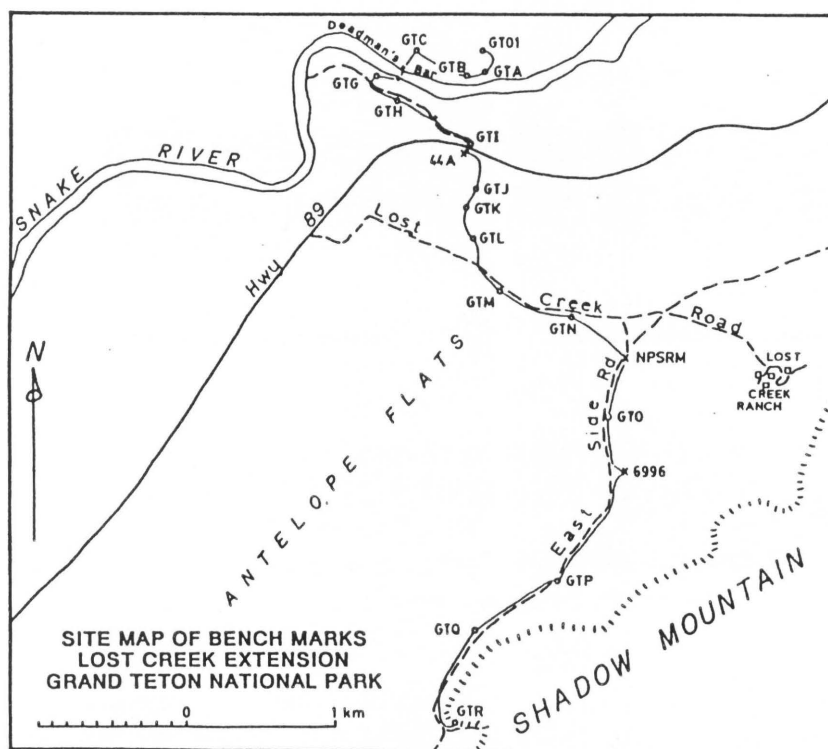 Deadman's Bar
GTC
GTO1
GTB
GTA
GTG
GTH
GTI
44A
SNAKE RIVER
GTJ
GTK
Hwy 89
Lost Creek Road
GTL
GTM
GTN
N
NPSRM
LOST
CREEK
RANCH
East Side Rd
GTO
6996
ANTELOPE FLATS
GTP
GTQ
SHADOW MOUNTAIN
SITE MAP OF BENCH MARKS
LOST CREEK EXTENSION
GRAND TETON NATIONAL PARK
GTR
0 1 km